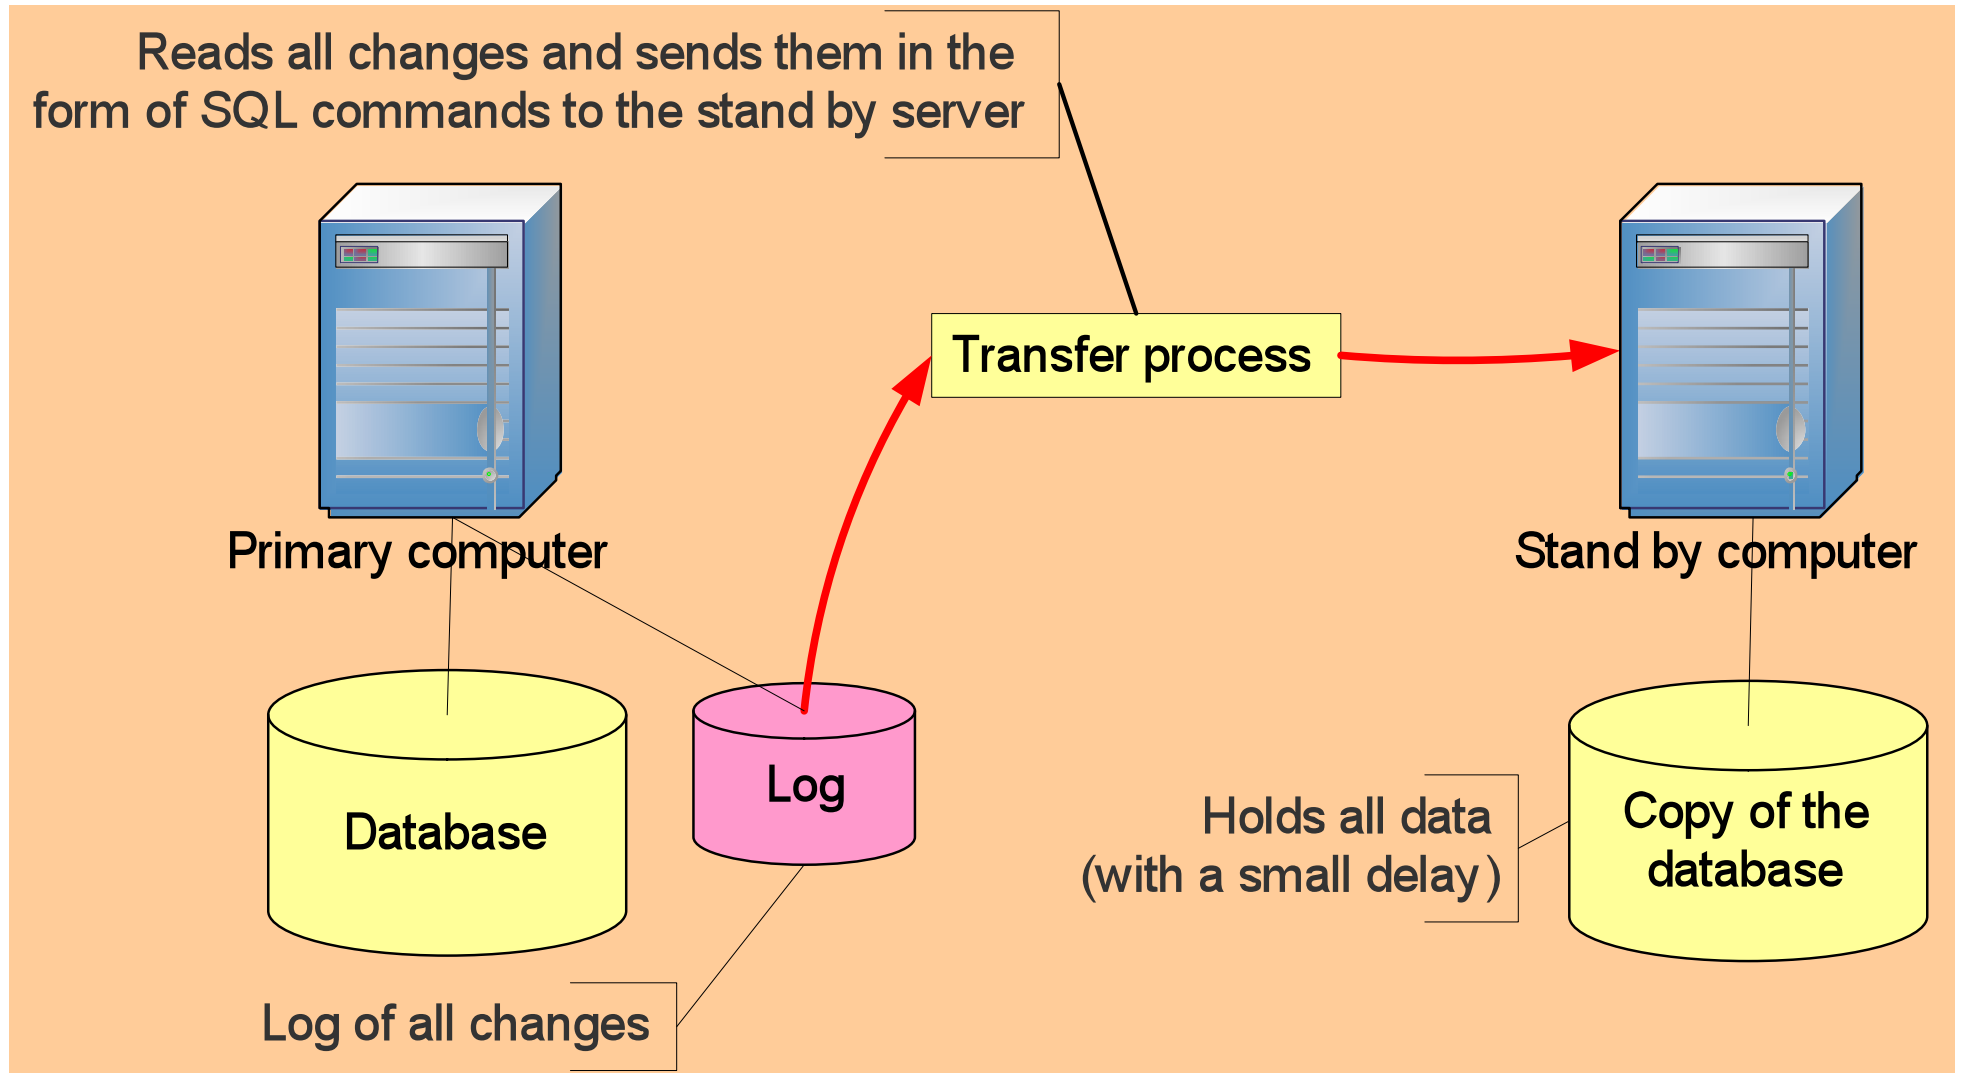 Reads all changes and sends them in the
form of SQL commands to the stand by server
Transfer process
Primary computer
Stand by computer
Database
Log
Holds all data
(with a small delay)
Copy of the
database
Log of all changes